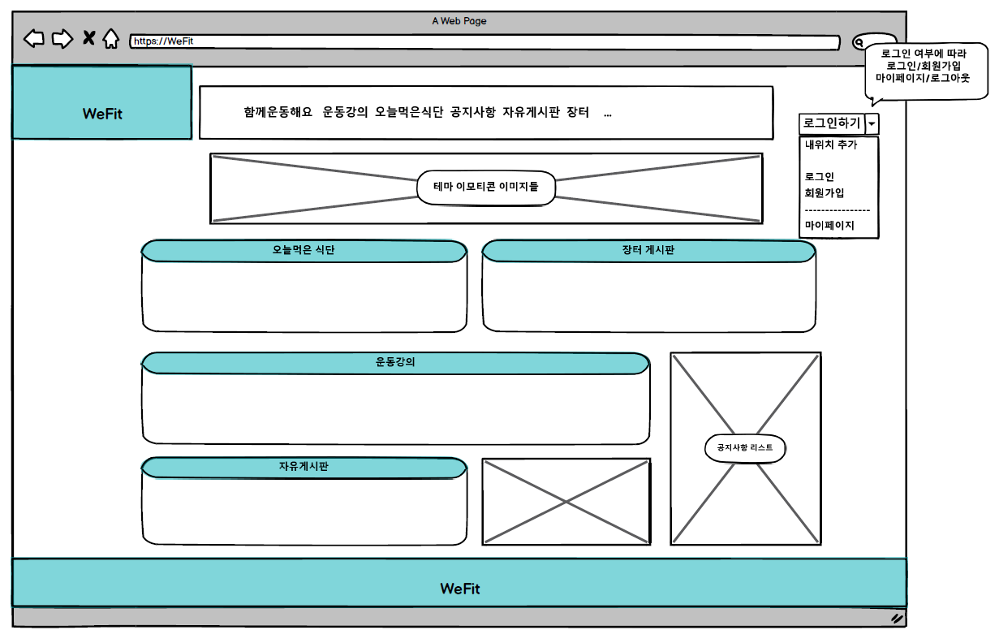 A Web Page
https://WeFit
로그인 여부에 따라
로그인/회원가입
마이페이지/로그아웃
WeFit
함께운동해요 운동강의 오늘먹은식단 공지사항 자유게시판 장터 ...
로그인하기
내위치 추가
로그인
회원가입
----------------
마이페이지
테마 이모티콘 이미지들
오늘먹은 식단
장터 게시판
운동강의
공지사항 리스트
자유게시판
WeFit